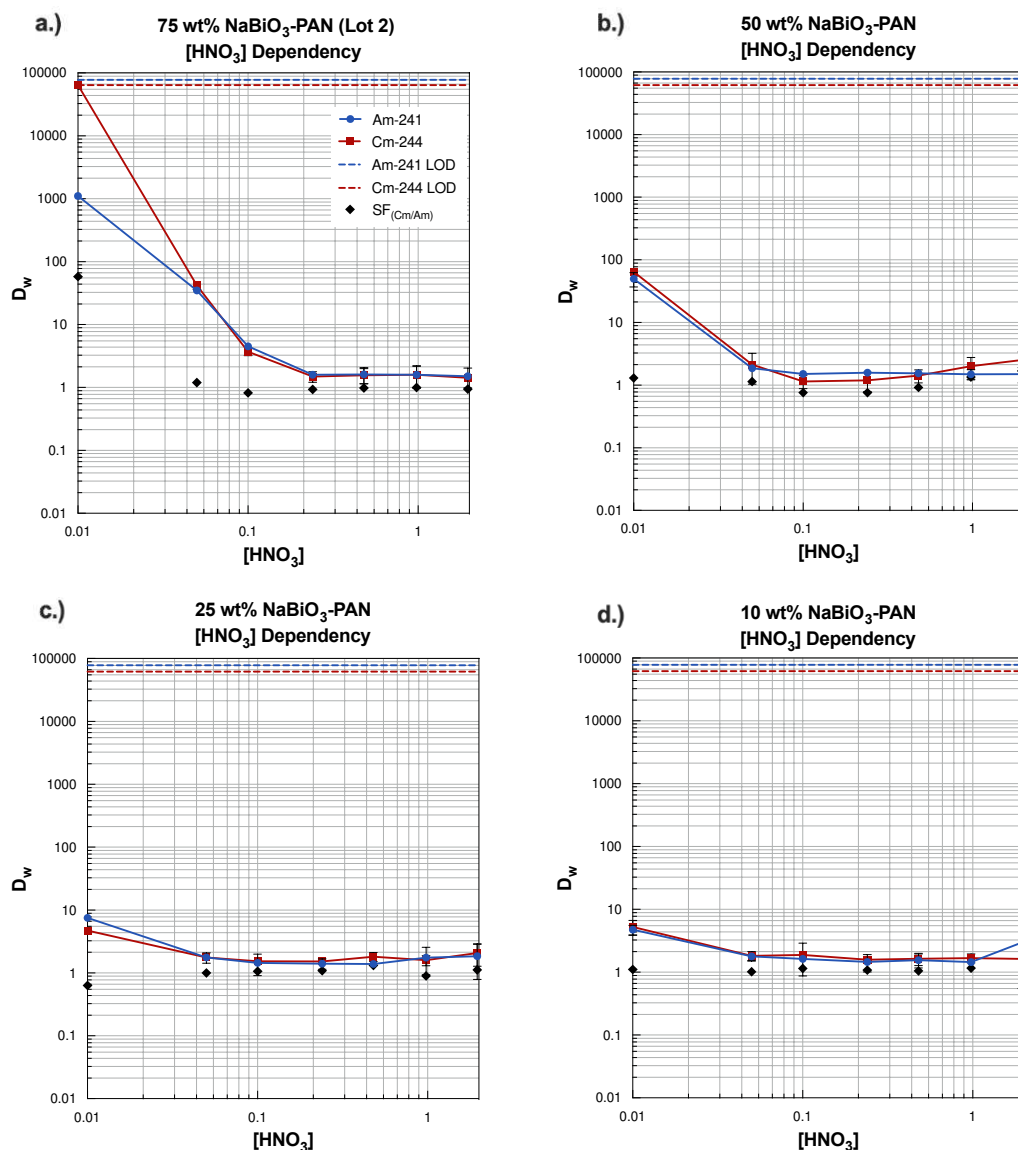 a.)
75 wt% NaBiO₃-PAN (Lot 2)
[HNO₃] Dependency
100000
10000
1000
100
10
1
0.1
0.01
D_w
Am-241
Cm-244
Am-241 LOD
Cm-244 LOD
SF_(Cm/Am)
0.01
0.1
1
[HNO₃]
b.)
50 wt% NaBiO₃-PAN
[HNO₃] Dependency
100000
10000
1000
100
10
1
0.1
0.01
D_w
0.01
0.1
1
[HNO₃]
c.)
25 wt% NaBiO₃-PAN
[HNO₃] Dependency
100000
10000
1000
100
10
1
0.1
0.01
D_w
0.01
0.1
1
[HNO₃]
d.)
10 wt% NaBiO₃-PAN
[HNO₃] Dependency
100000
10000
1000
100
10
1
0.1
0.01
D_w
0.01
0.1
1
[HNO₃]